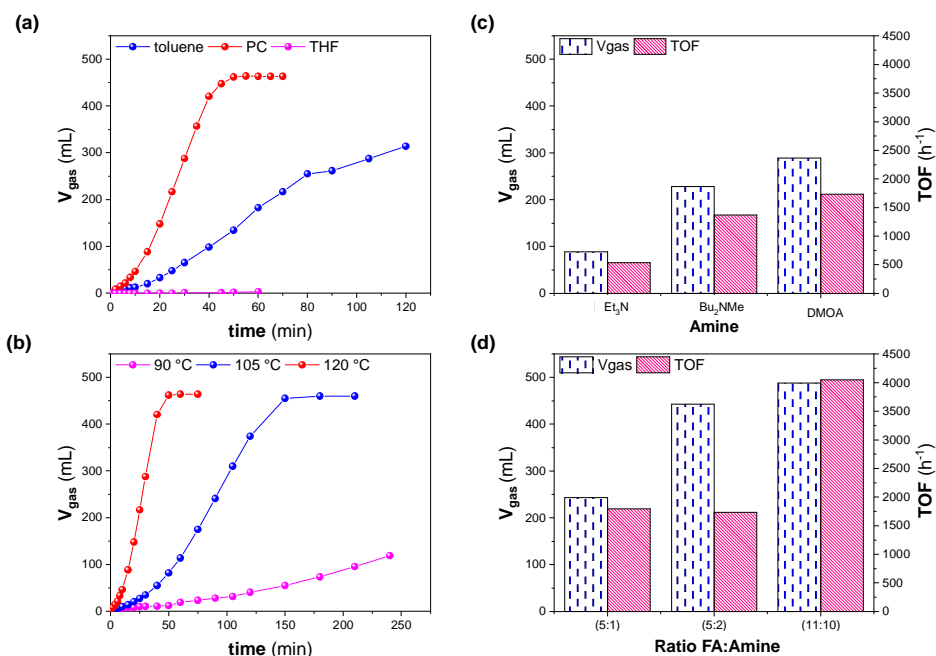 (a)
toluene PC THF
500
400
300
200
100
0
V_gas (mL)
0 20 40 60 80 100 120
time (min)
(b)
90 °C 105 °C 120 °C
500
400
300
200
100
0
V_gas (mL)
0 50 100 150 200 250
time (min)
(c)
Vgas TOF
500
400
300
200
100
0
V_gas (mL)
4500
4000
3500
3000
2500
2000
1500
1000
500
0
TOF (h⁻¹)
Et₃N Bu₂NMe DMOA
Amine
(d)
Vgas TOF
500
400
300
200
100
0
V_gas (mL)
4500
4000
3500
3000
2500
2000
1500
1000
500
0
TOF (h⁻¹)
(5:1) (5:2) (11:10)
Ratio FA:Amine